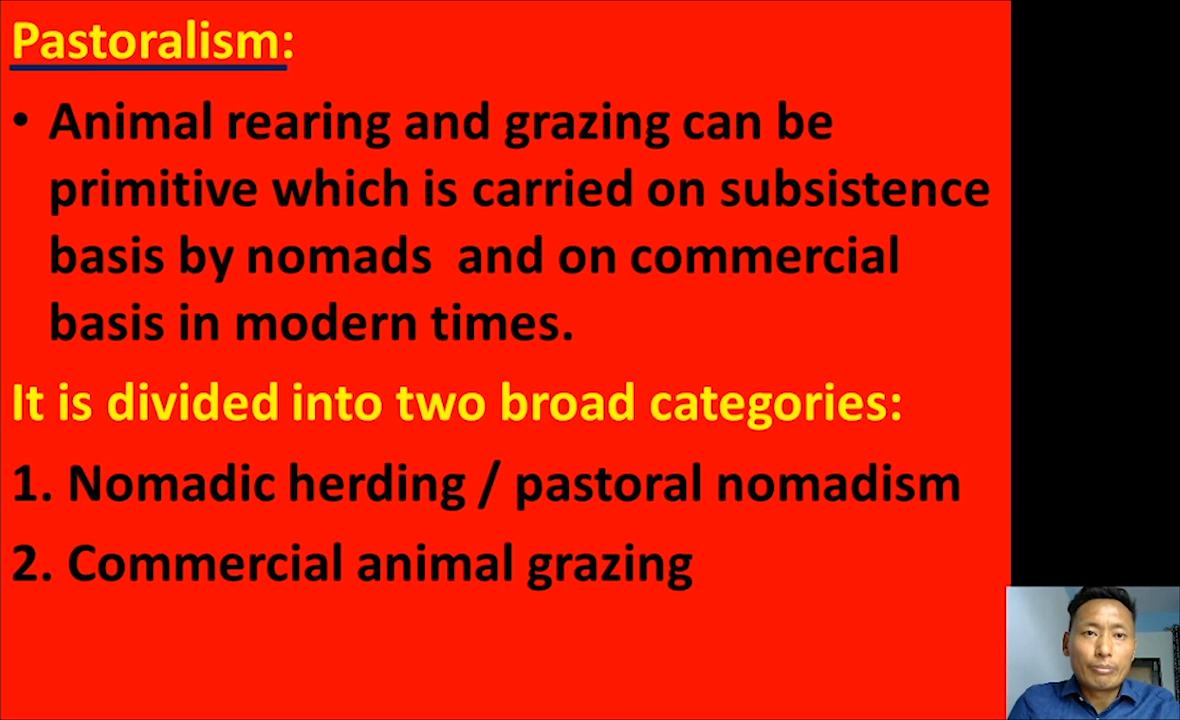 Pastoralism:
• Animal rearing and grazing can be
primitive which is carried on subsistence
basis by nomads and on commercial
basis in modern times.
It is divided into two broad categories:
1. Nomadic herding / pastoral nomadism
2. Commercial animal grazing